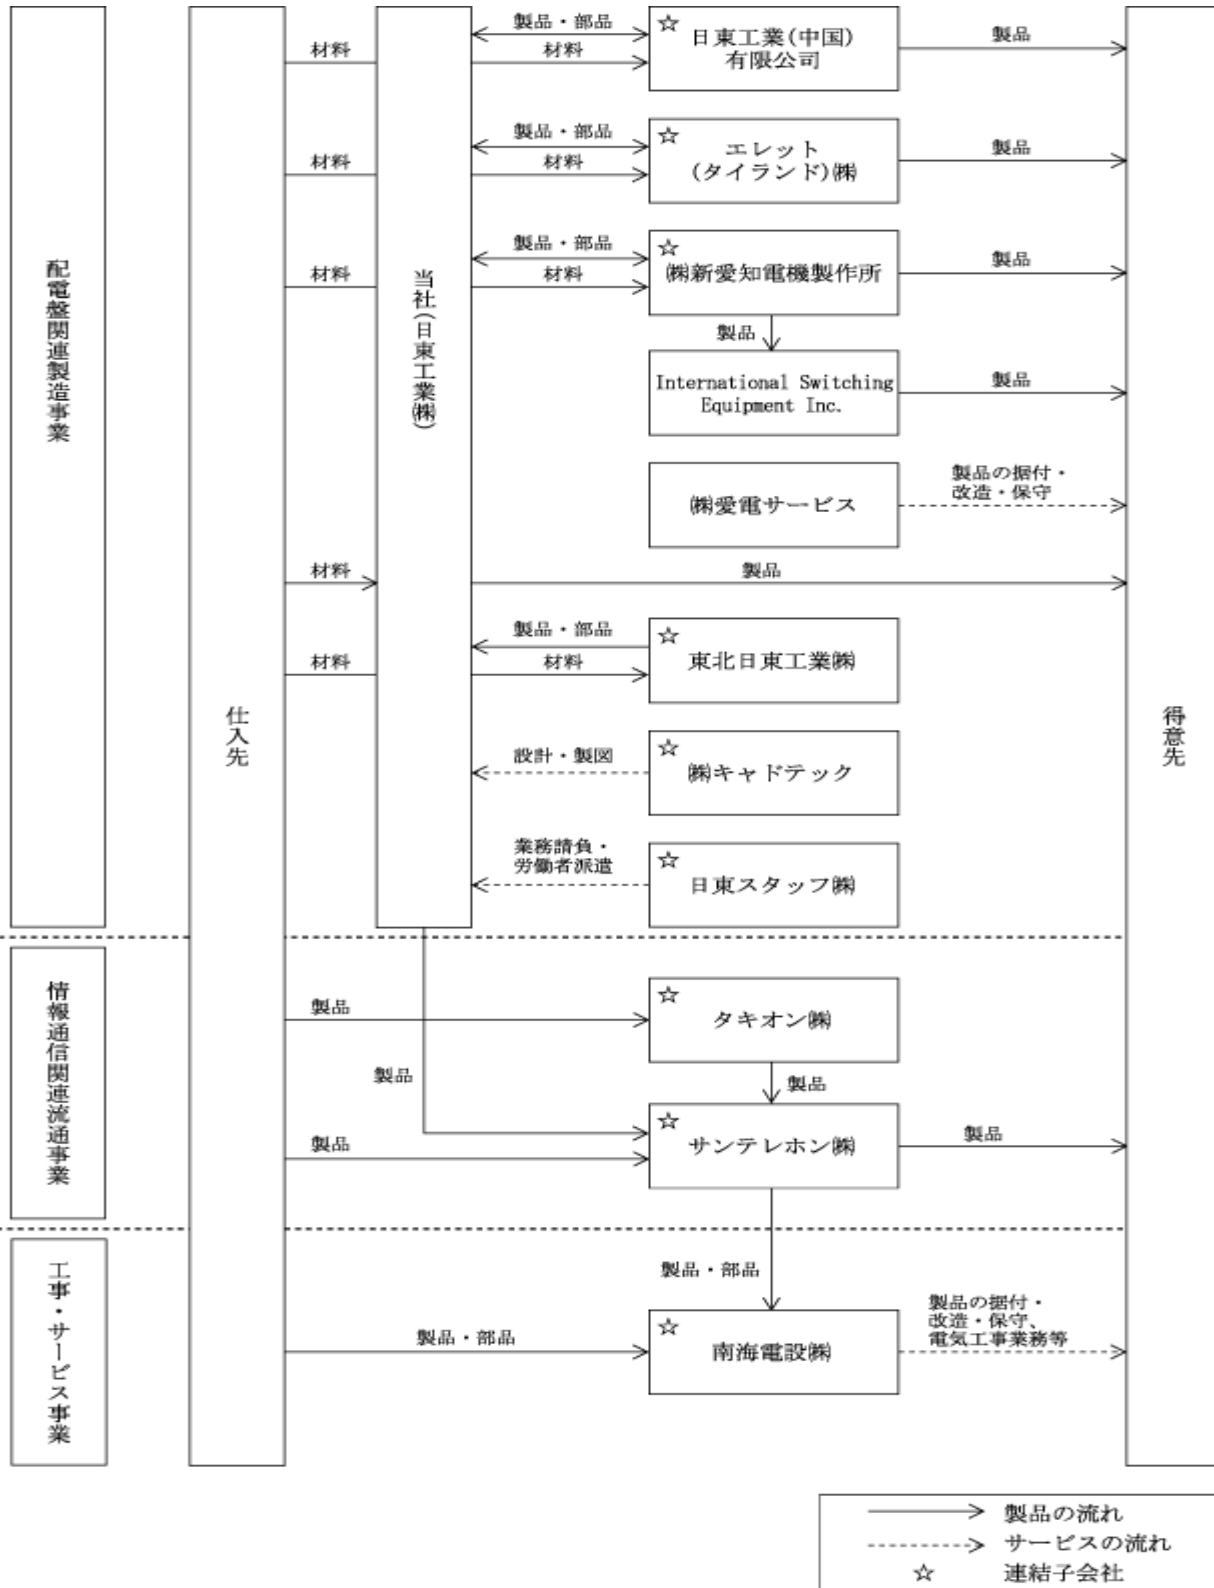 配電盤関連製造事業
仕入先
当社(日東工業㈱)
得意先
材料
製品・部品
材料
☆
日東工業(中国)
有限公司
製品
材料
製品・部品
材料
☆
エレット
(タイランド)㈱
製品
材料
製品・部品
材料
☆
㈱新愛知電機製作所
製品
製品
International Switching
Equipment Inc.
製品
㈱愛電サービス
製品の据付・
改造・保守
材料
製品
材料
製品・部品
材料
☆
東北日東工業㈱
設計・製図
☆
㈱キャドテック
業務請負・
労働者派遣
☆
日東スタッフ㈱
情報通信関連流通事業
製品
☆
タキオン㈱
製品
製品
製品
☆
サンテレホン㈱
製品
工事・サービス事業
製品・部品
製品・部品
☆
南海電設㈱
製品の据付・
改造・保守、
電気工事業務等
製品の流れ
サービスの流れ
☆ 連結子会社